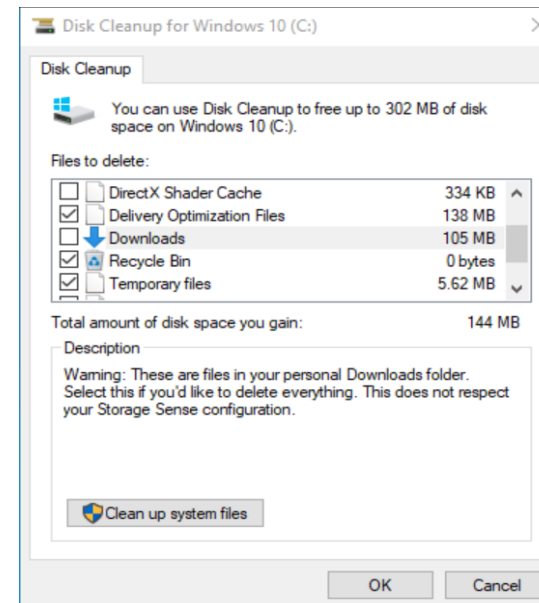 Disk Cleanup for Windows 10 (C:)
Disk Cleanup
You can use Disk Cleanup to free up to 302 MB of disk
space on Windows 10 (C:).
Files to delete:
DirectX Shader Cache 334 KB
Delivery Optimization Files 138 MB
Downloads 105 MB
Recycle Bin 0 bytes
Temporary files 5.62 MB
Total amount of disk space you gain: 144 MB
Description
Warning: These are files in your personal Downloads folder.
Select this if you'd like to delete everything. This does not respect
your Storage Sense configuration.
Clean up system files
OK Cancel